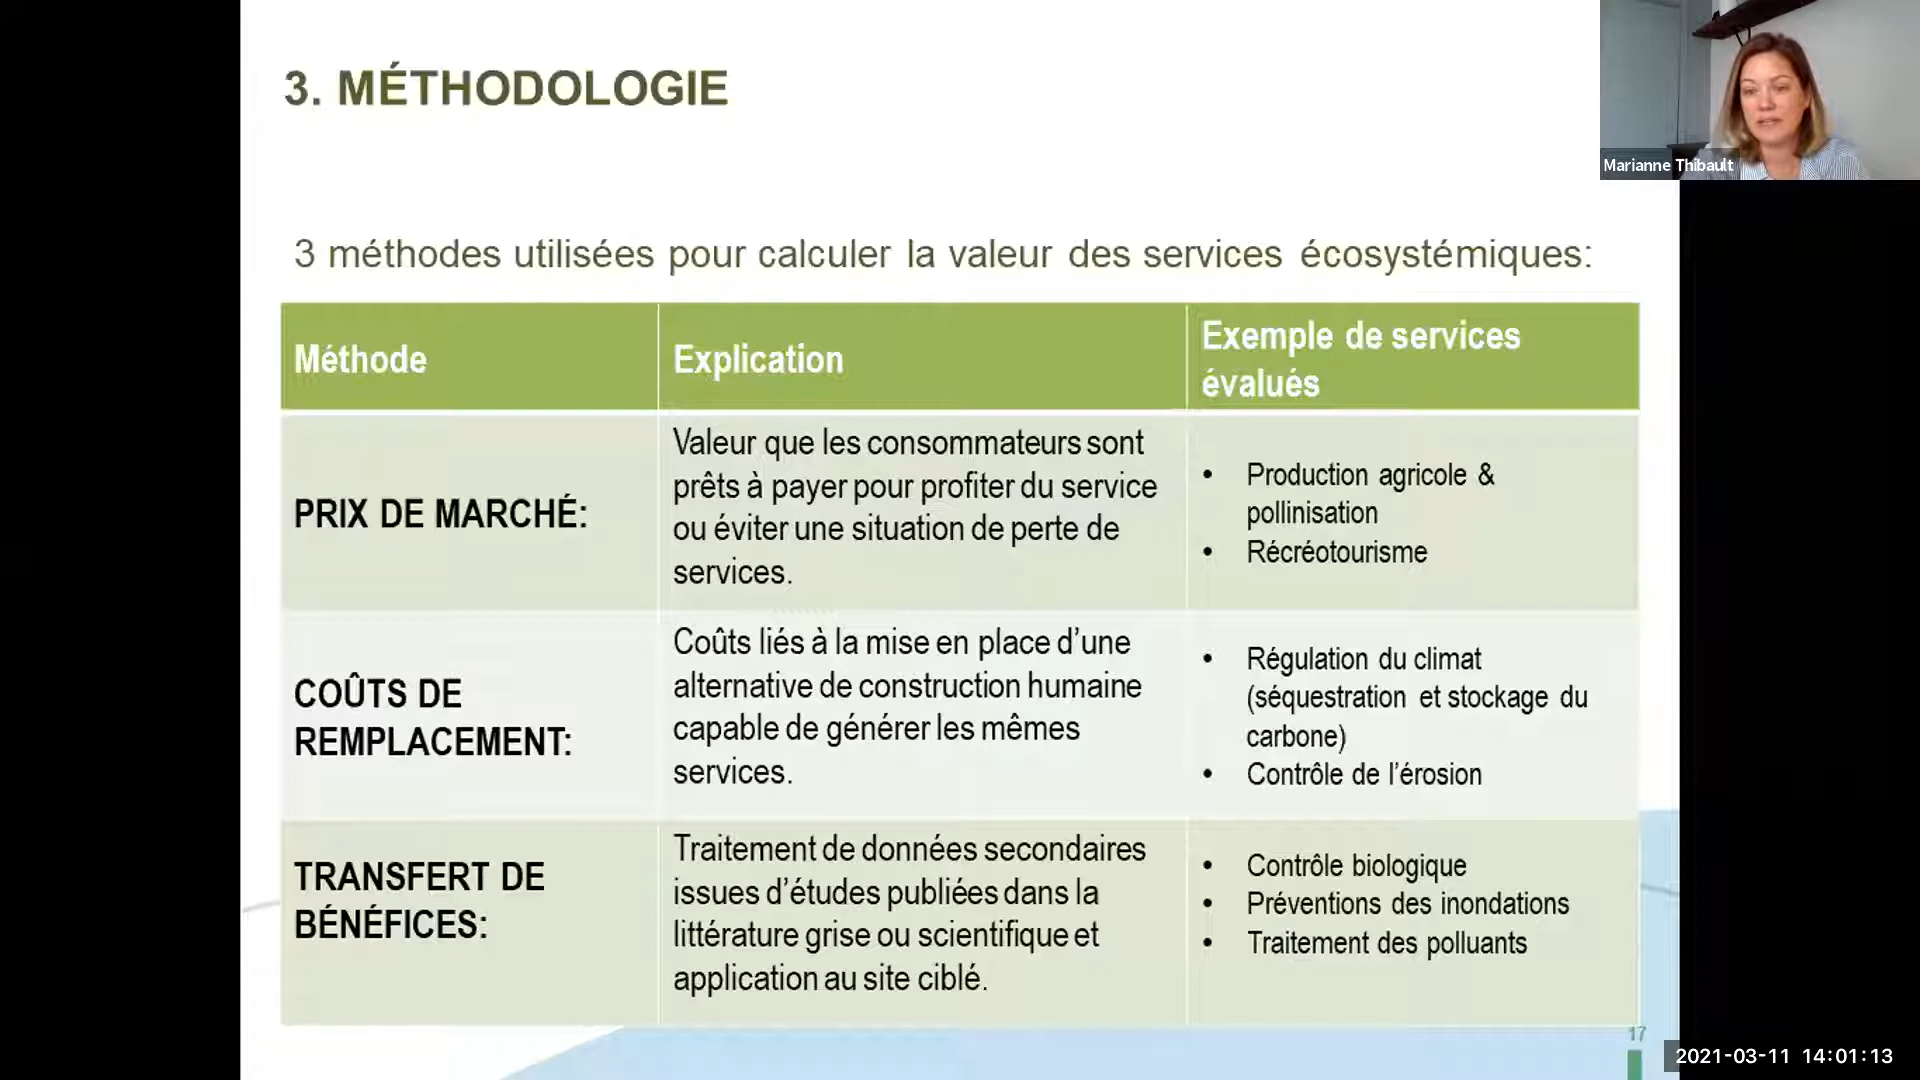 3. MÉTHODOLOGIE
Marianne Thibault
3 méthodes utilisées pour calculer la valeur des services écosystémiques:
Méthode
Explication
Exemple de services
évalués
PRIX DE MARCHÉ:
Valeur que les consommateurs sont
prêts à payer pour profiter du service
ou éviter une situation de perte de
services.
• Production agricole &
pollinisation
• Récréotourisme
COÛTS DE
REMPLACEMENT:
Coûts liés à la mise en place d’une
alternative de construction humaine
capable de générer les mêmes
services.
• Régulation du climat
(séquestration et stockage du
carbone)
• Contrôle de l’érosion
TRANSFERT DE
BÉNÉFICES:
Traitement de données secondaires
issues d’études publiées dans la
littérature grise ou scientifique et
application au site ciblé.
• Contrôle biologique
• Préventions des inondations
• Traitement des polluants
17
2021-03-11 14:01:13